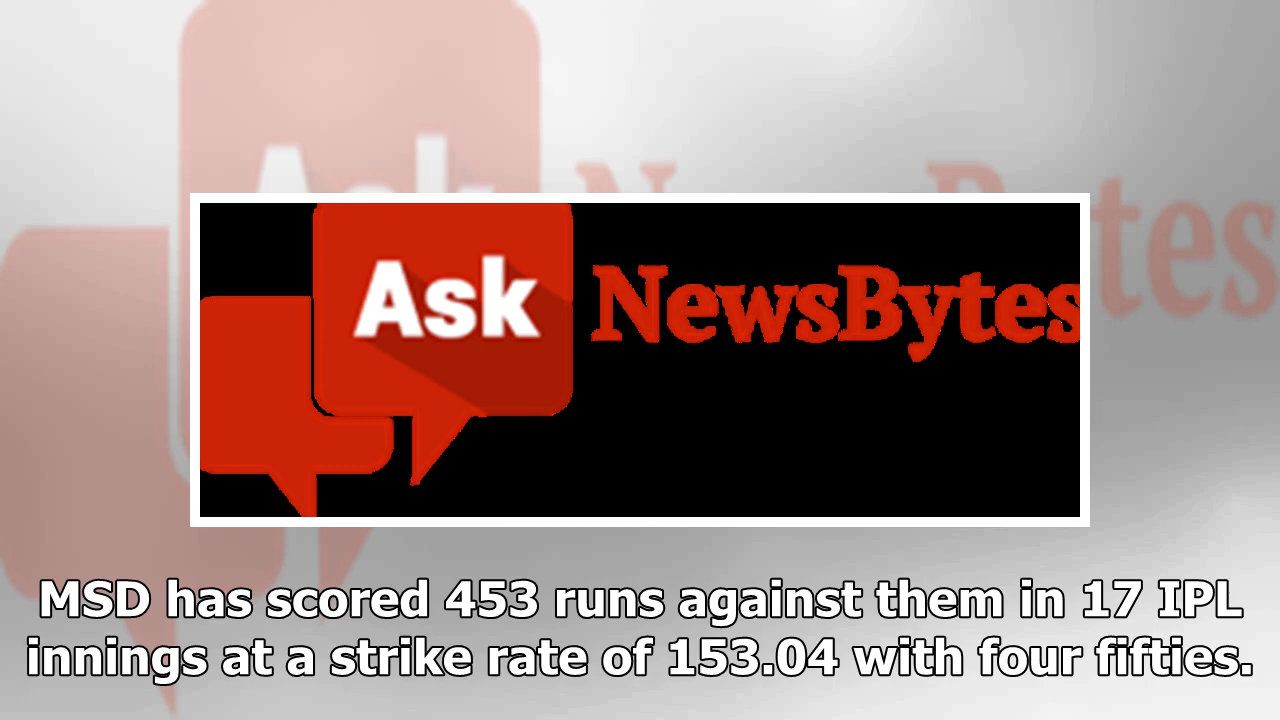 Ask NewsBytes
MSD has scored 453 runs against them in 17 IPL
innings at a strike rate of 153.04 with four fifties.